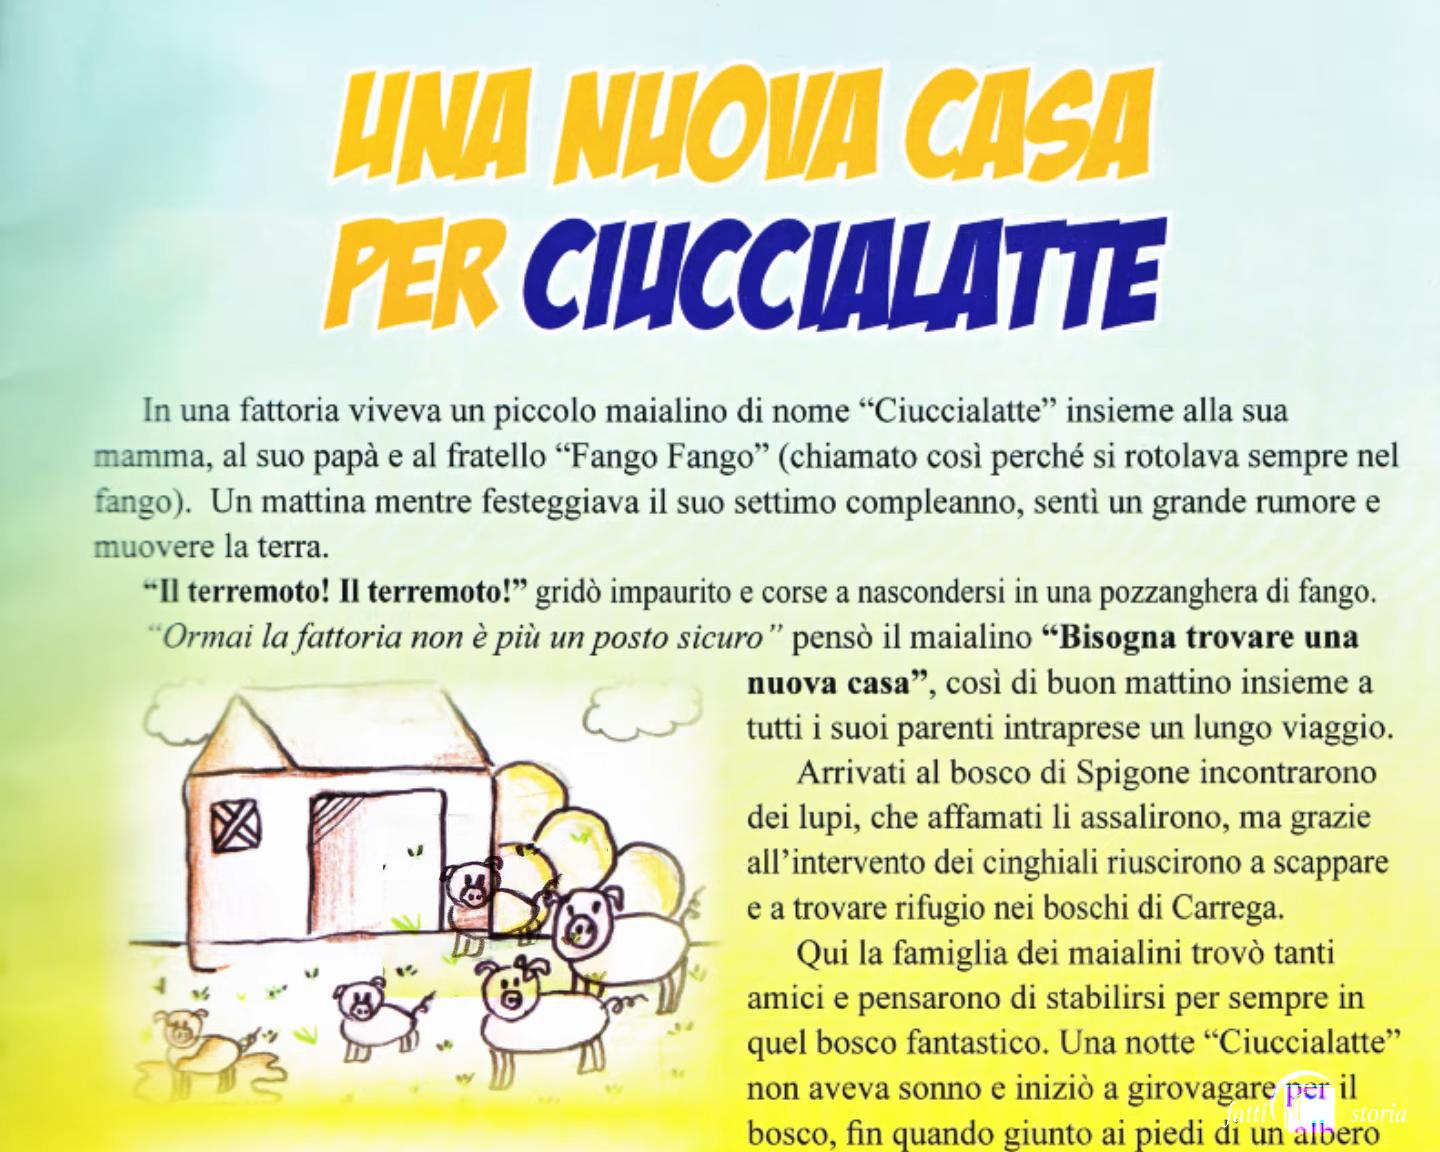 UNA NUOVA CASA
PER CIUCCIALATTE
In una fattoria viveva un piccolo maialino di nome “Ciuccialatte” insieme alla sua
mamma, al suo papà e al fratello “Fango Fango” (chiamato così perché si rotolava sempre nel
fango). Un mattina mentre festeggiava il suo settimo compleanno, sentì un grande rumore e
muovere la terra.
“Il terremoto! Il terremoto!” gridò impaurito e corse a nascondersi in una pozzanghera di fango.
“Ormai la fattoria non è più un posto sicuro” pensò il maialino “Bisogna trovare una
nuova casa”, così di buon mattino insieme a
tutti i suoi parenti intraprese un lungo viaggio.
Arrivati al bosco di Spigone incontrarono
dei lupi, che affamati li assalirono, ma grazie
all’intervento dei cinghiali riuscirono a scappare
e a trovare rifugio nei boschi di Carrega.
Qui la famiglia dei maialini trovò tanti
amici e pensarono di stabilirsi per sempre in
quel bosco fantastico. Una notte “Ciuccialatte”
non aveva sonno e iniziò a girovagare per il
bosco, fin quando giunto ai piedi di un albero
fatti storia